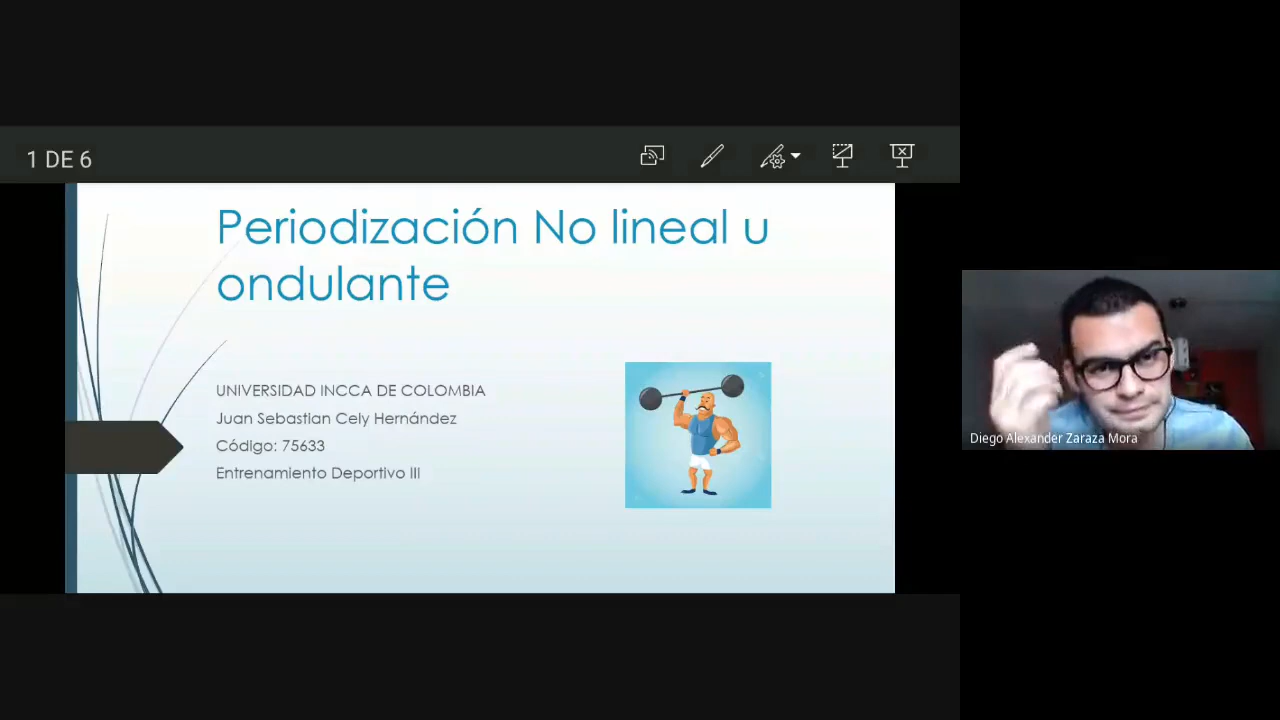 1 DE 6
Periodización No lineal u
ondulante
UNIVERSIDAD INCCA DE COLOMBIA
Juan Sebastian Cely Hernández
Código: 75633
Entrenamiento Deportivo III
Diego Alexander Zaraza Mora